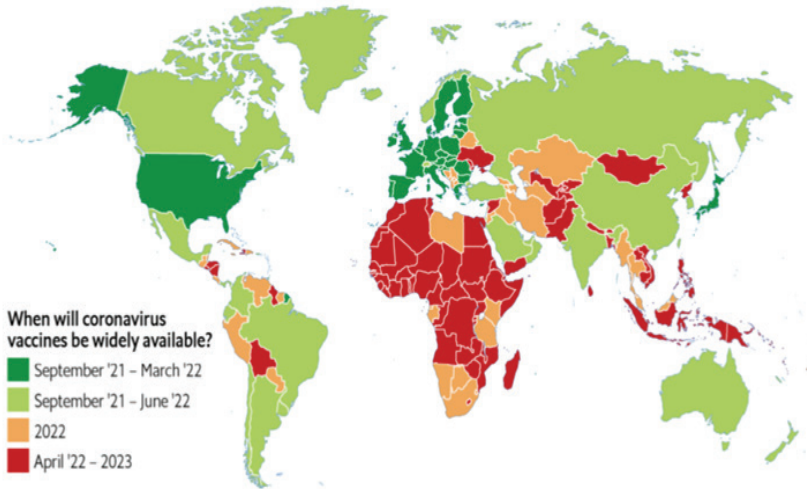 When will coronavirus
vaccines be widely available?
September '21 – March '22
September '21 – June '22
2022
April '22 – 2023